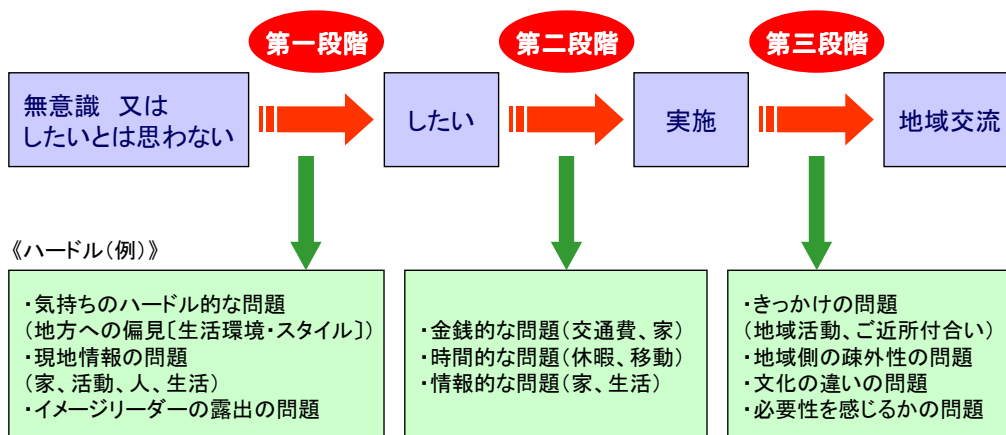 第一段階
第二段階
第三段階
無意識 又は
したいとは思わない
したい
実施
地域交流
《ハードル(例)》
・気持ちのハードル的な問題
(地方への偏見〔生活環境・スタイル〕)
・現地情報の問題
(家、活動、人、生活)
・イメージリーダーの露出の問題
・金銭的な問題(交通費、家)
・時間的な問題(休暇、移動)
・情報的な問題(家、生活)
・きっかけの問題
(地域活動、ご近所付合い)
・地域側の疎外性の問題
・文化の違いの問題
・必要性を感じるかの問題